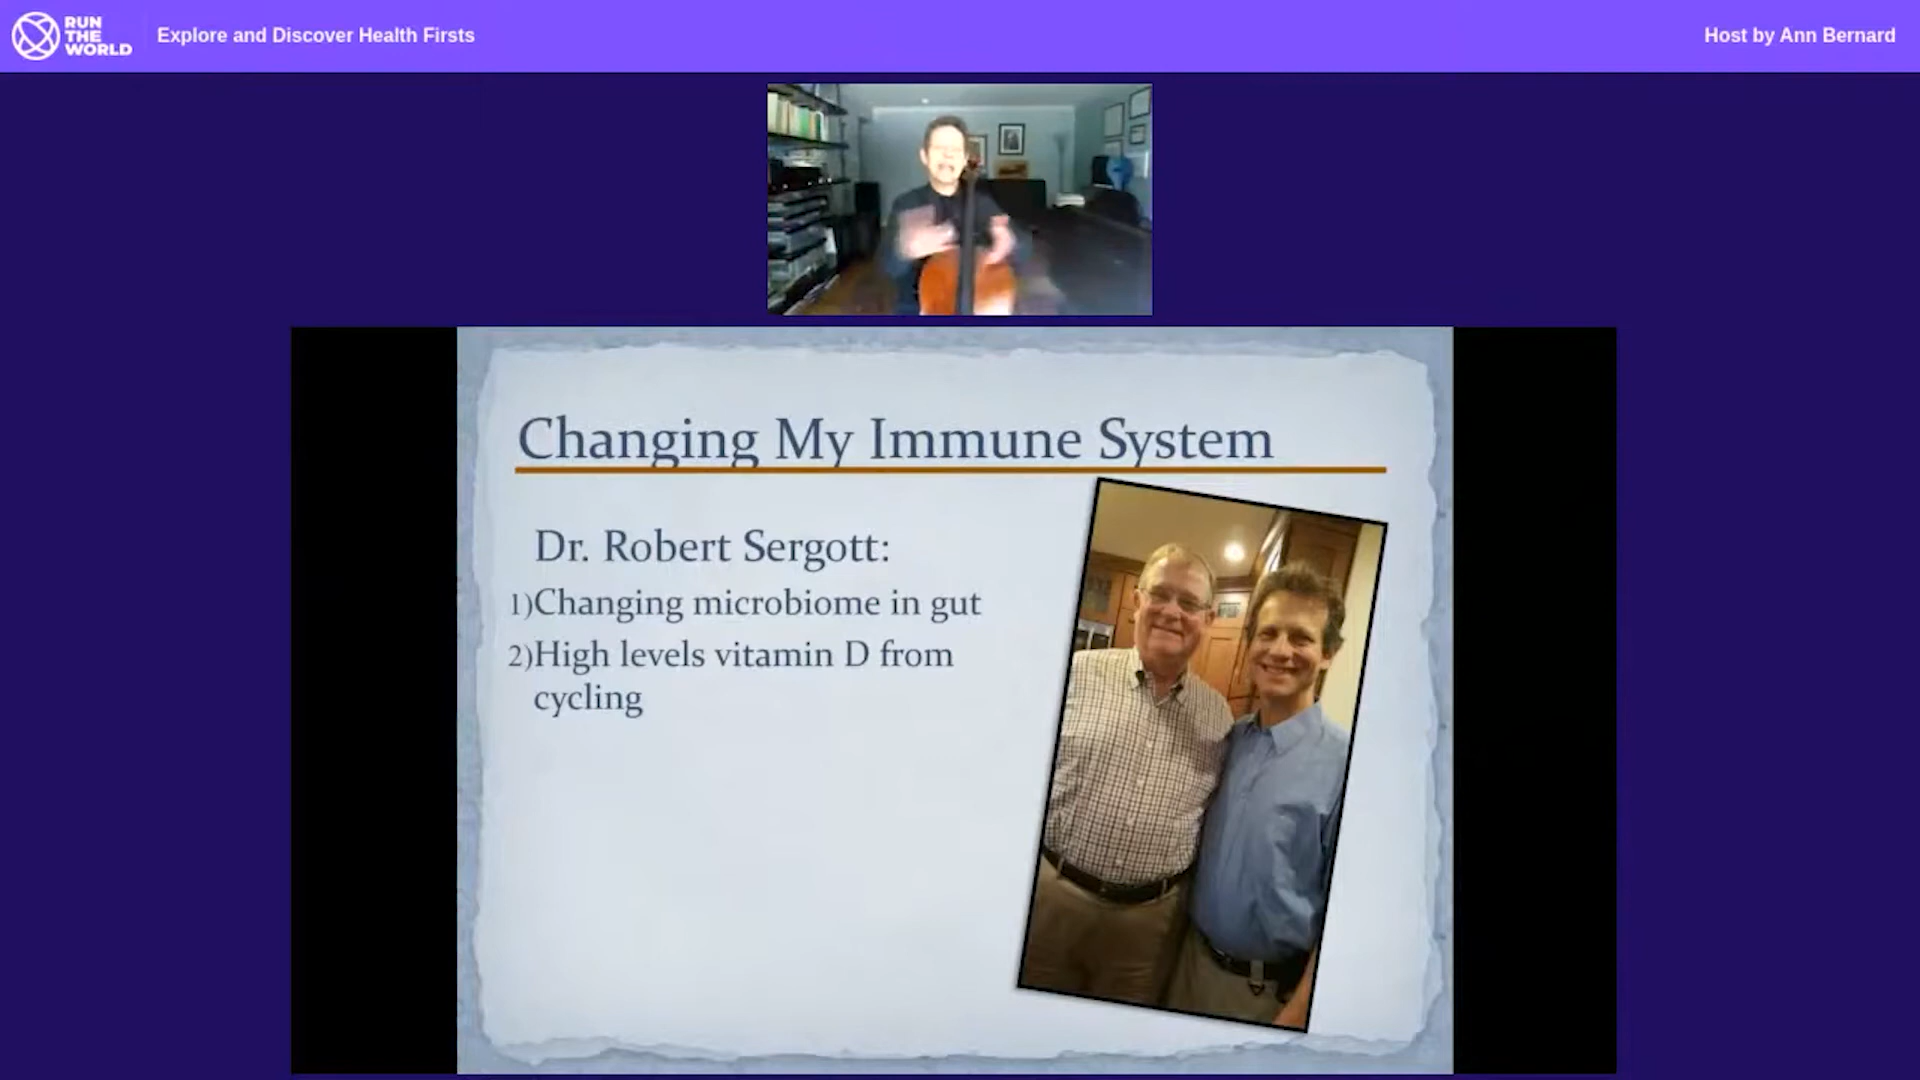 RUN
THE
WORLD
Explore and Discover Health Firsts
Host by Ann Bernard
Changing My Immune System
Dr. Robert Sergott:
1)Changing microbiome in gut
2)High levels vitamin D from
cycling